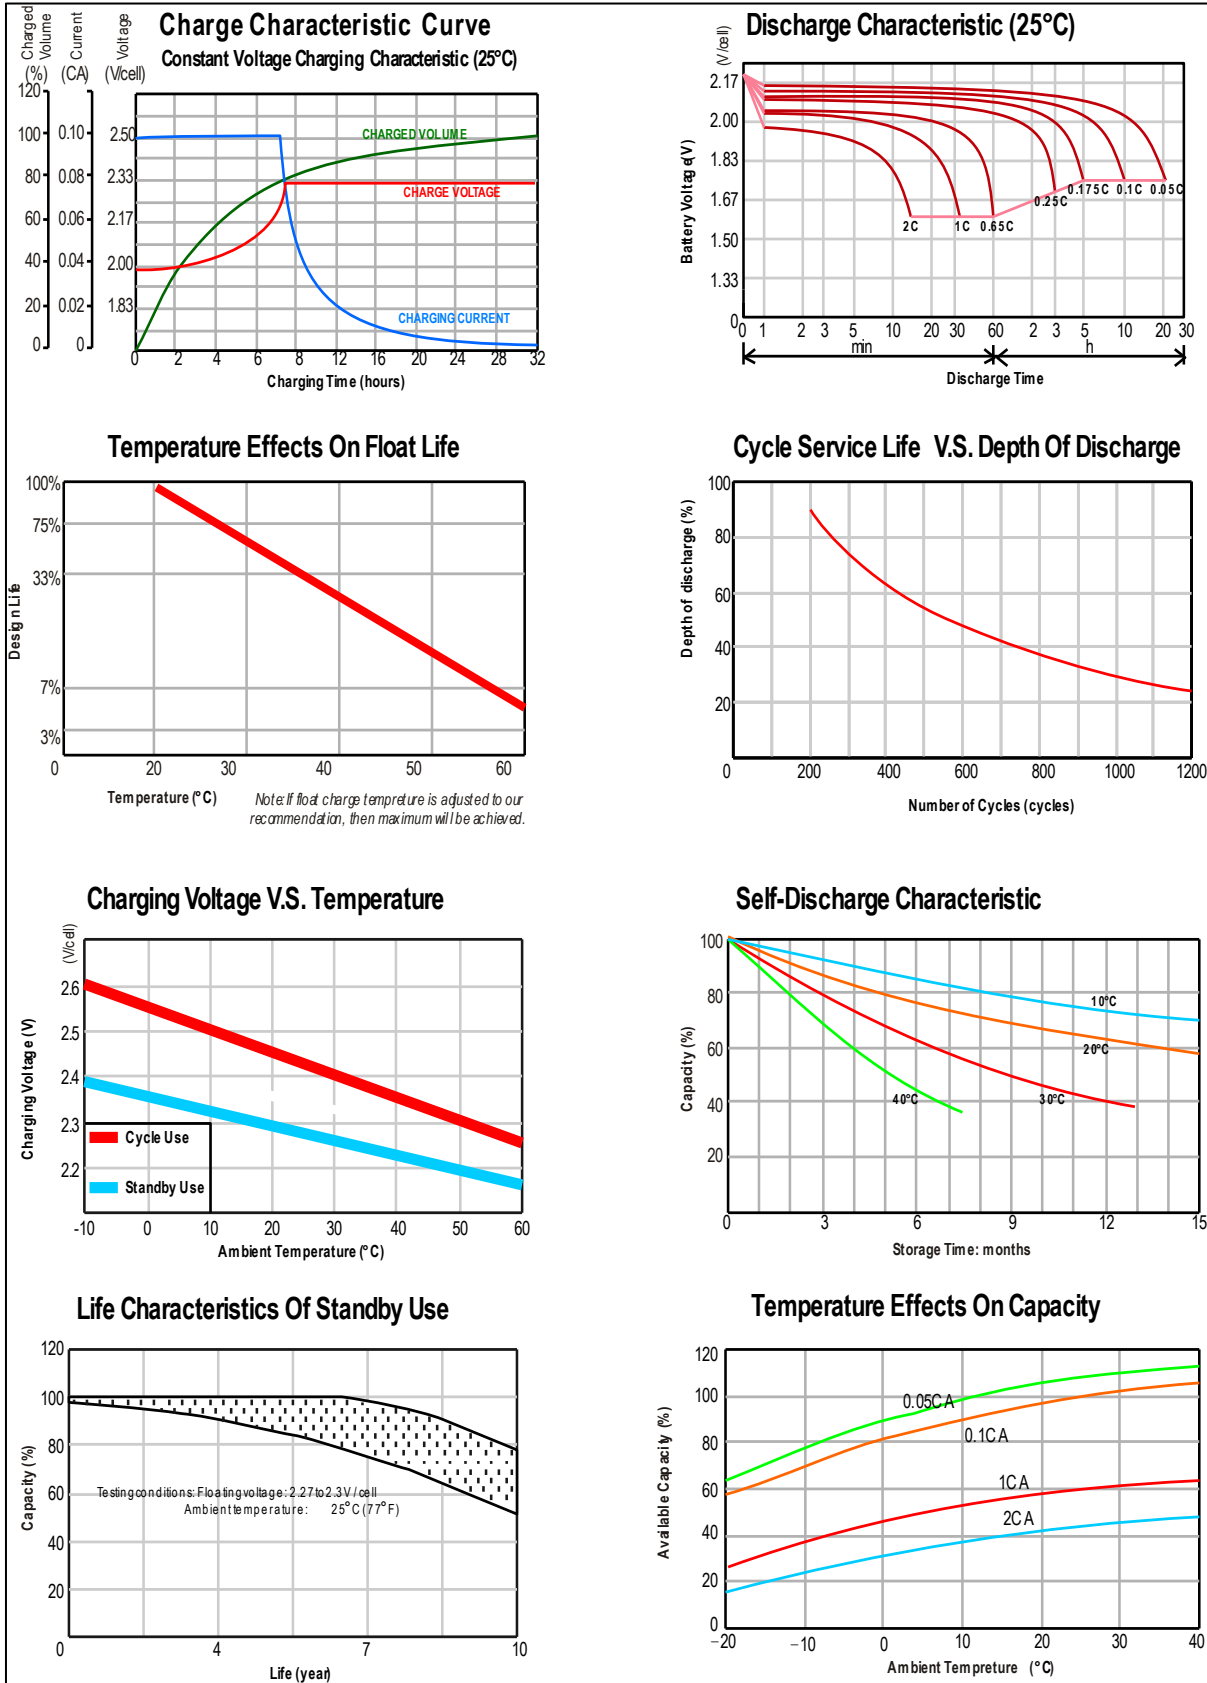 Charge Characteristic Curve
Constant Voltage Charging Characteristic (25°C)
Charged Volume
(%)
Current
(CA)
Voltage
(V/cell)
120
100
80
60
40
20
0
0.10
0.08
0.06
0.04
0.02
0
2.50
2.33
2.17
2.00
1.83
CHARGED VOLUME
CHARGE VOLTAGE
CHARGING CURRENT
0 2 4 6 8 12 16 20 24 28 32
Charging Time (hours)
Discharge Characteristic (25°C)
(V/cell)
Battery Voltage(V)
2.17
2.00
1.83
1.67
1.50
1.33
0
2C 1C 0.65C 0.25C 0.175C 0.1C 0.05C
0 1 2 3 5 10 20 30 60 2 3 5 10 20 30
min h
Discharge Time
Temperature Effects On Float Life
Design Life
100%
75%
33%
7%
3%
0 20 30 40 50 60
Temperature (°C)
Note:If float charge tempreture is adjusted to our
recommendation, then maximum will be achieved.
Cycle Service Life V.S. Depth Of Discharge
Depth of discharge (%)
100
80
60
40
20
0 200 400 600 800 1000 1200
Number of Cycles (cycles)
Charging Voltage V.S. Temperature
(V/cell)
Charging Voltage (V)
2.6
2.5
2.4
2.3
2.2
Cycle Use
Standby Use
-10 0 10 20 30 40 50 60
Ambient Temperature (°C)
Self-Discharge Characteristic
Capacity (%)
100
80
60
40
20
10°C
20°C
30°C
40°C
0 3 6 9 12 15
Storage Time: months
Life Characteristics Of Standby Use
Capacity (%)
120
100
80
60
40
20
Testing conditions: Floating voltage: 2.27 to 2.3V / cell
Ambient temperature: 25°C (77°F)
0 4 7 10
Life (year)
Temperature Effects On Capacity
Available Capacity (%)
120
100
80
60
40
20
0
0.05CA
0.1CA
1CA
2CA
−20 −10 0 10 20 30 40
Ambient Tempreture (°C)